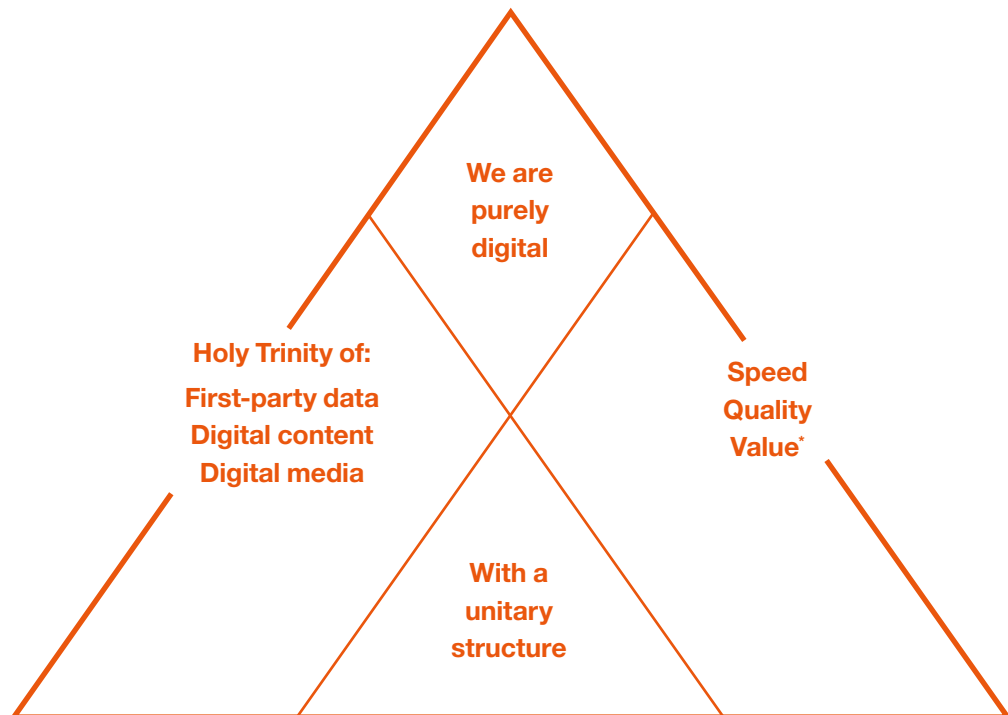 We are
purely
digital
Holy Trinity of:
First-party data
Digital content
Digital media
Speed
Quality
Value*
With a
unitary
structure